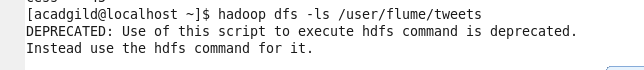 [acadgild@localhost ~]$ hadoop dfs -ls /user/flume/tweets
DEPRECATED: Use of this script to execute hdfs command is deprecated.
Instead use the hdfs command for it.